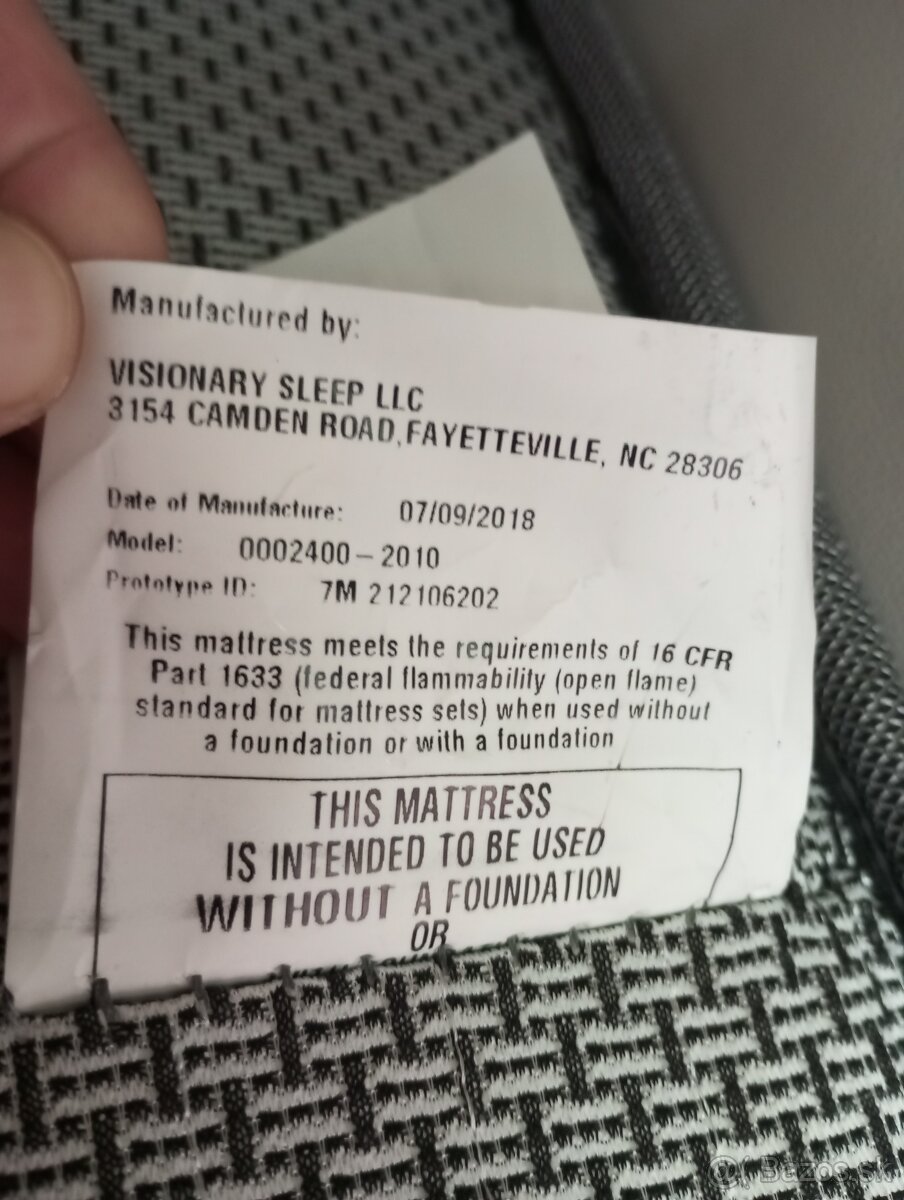 Manufactured by:
VISIONARY SLEEP LLC
3154 CAMDEN ROAD, FAYETTEVILLE, NC 28306
Date of Manufacture: 07/09/2018
Model: 0002400-2010
Prototype ID: 7M 212106202
This mattress meets the requirements of 16 CFR
Part 1633 (federal flammability (open flame)
standard for mattress sets) when used without
a foundation or with a foundation
THIS MATTRESS
IS INTENDED TO BE USED
WITHOUT A FOUNDATION
OR
Bazos.sk